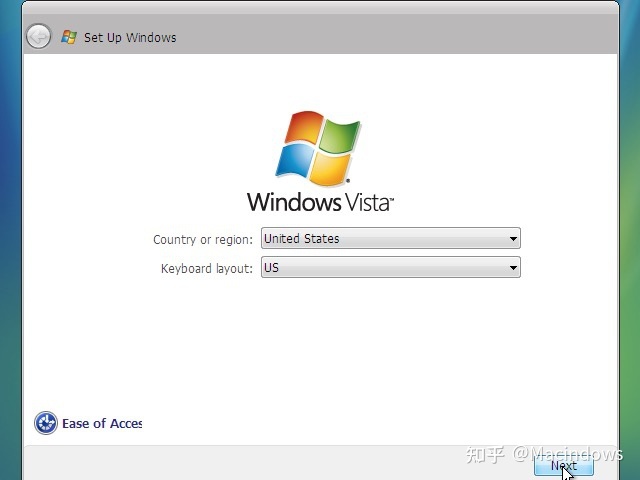 Set Up Windows
Windows Vista™
Country or region: United States
Keyboard layout: US
Ease of Acces
知乎 @Macindows
Next